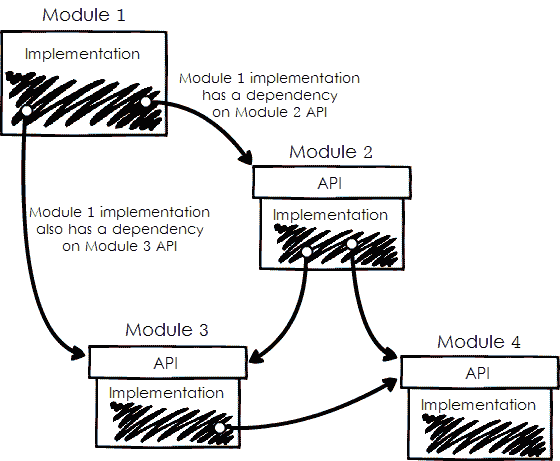 Module 1
Implementation
Module 1 implementation
has a dependency
on Module 2 API
Module 2
API
Implementation
Module 1 implementation
also has a dependency
on Module 3 API
Module 3
API
Implementation
Module 4
API
Implementation